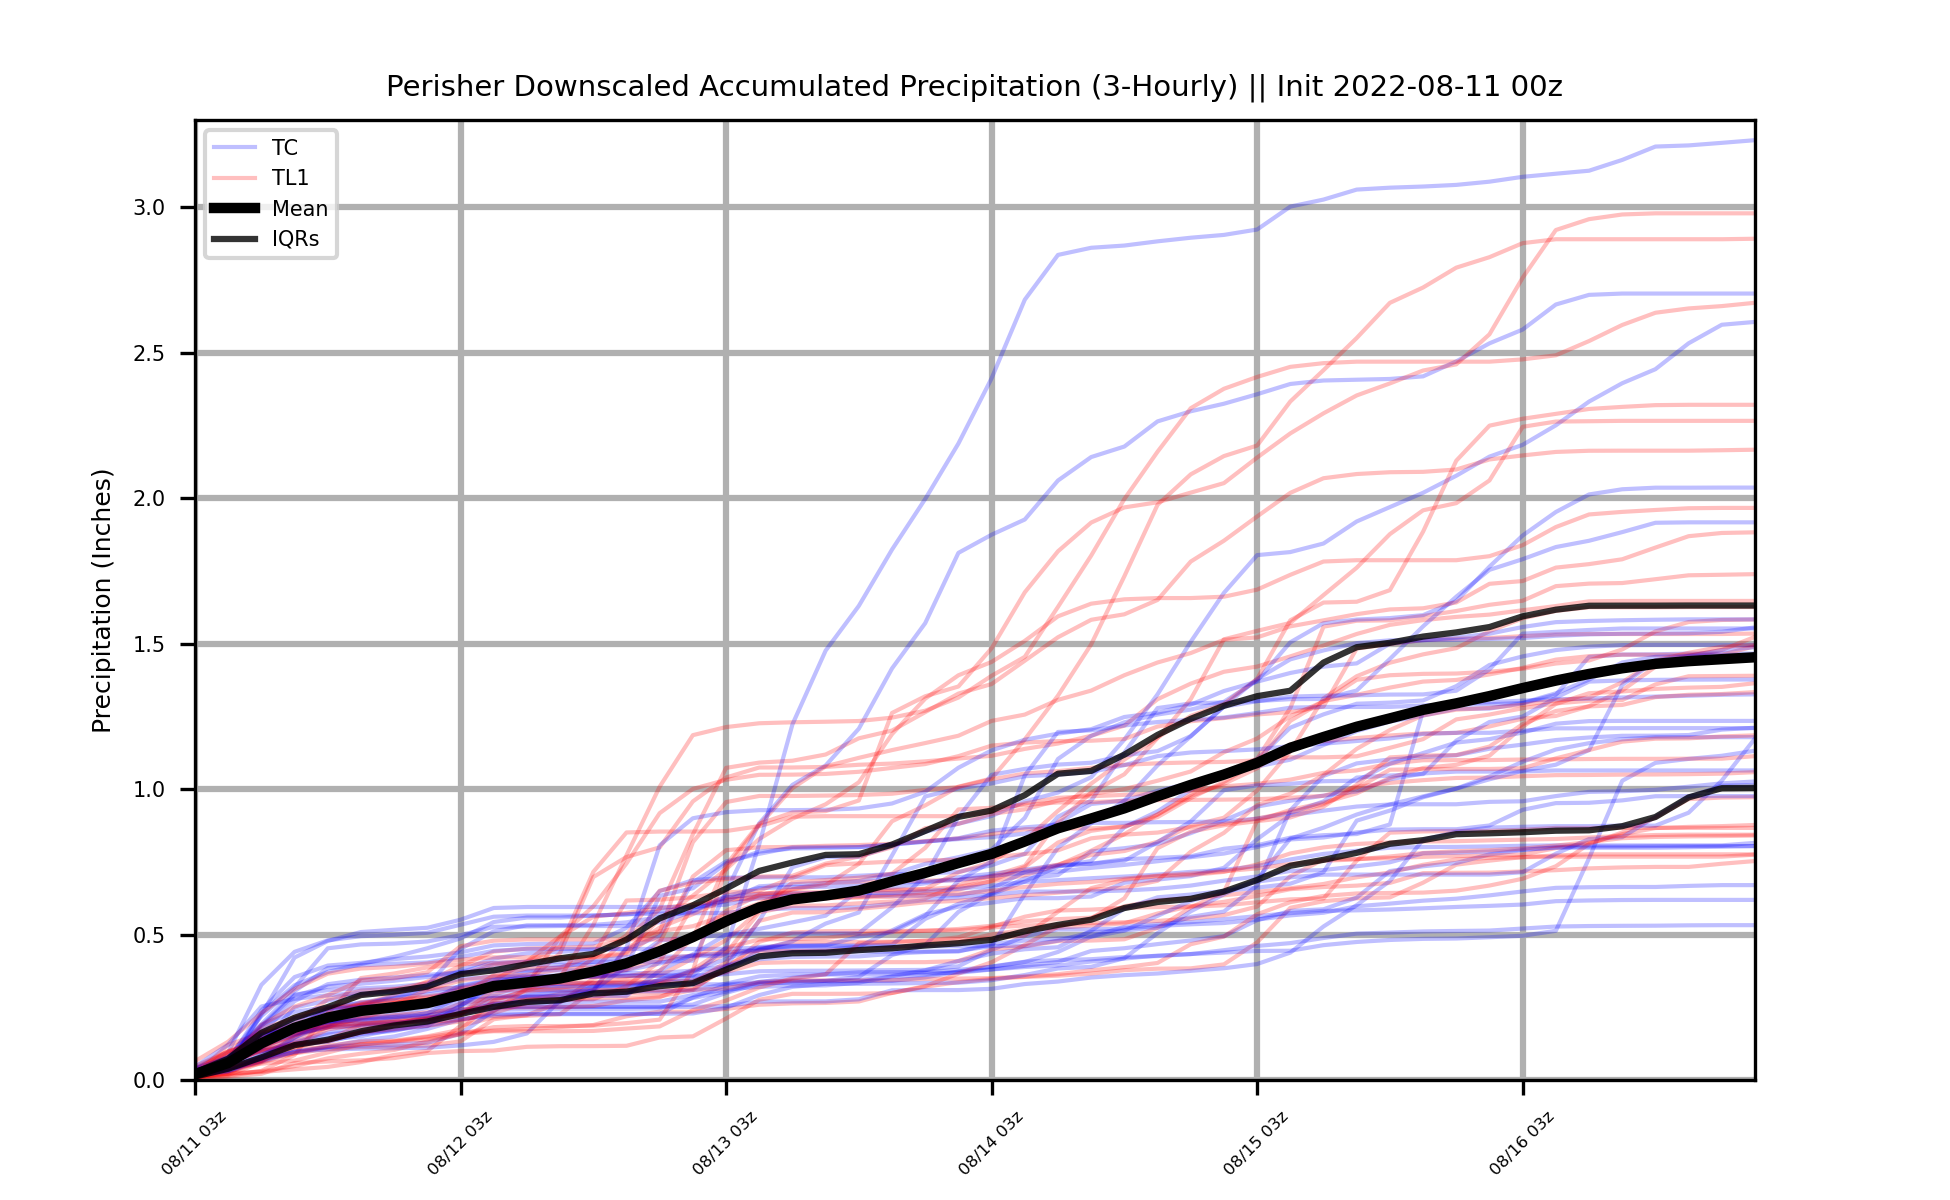 Perisher Downscaled Accumulated Precipitation (3-Hourly) || Init 2022-08-11 00z
TC
TL1
Mean
IQRs
Precipitation (Inches)
3.0
2.5
2.0
1.5
1.0
0.5
0.0
08/11 03z
08/12 03z
08/13 03z
08/14 03z
08/15 03z
08/16 03z